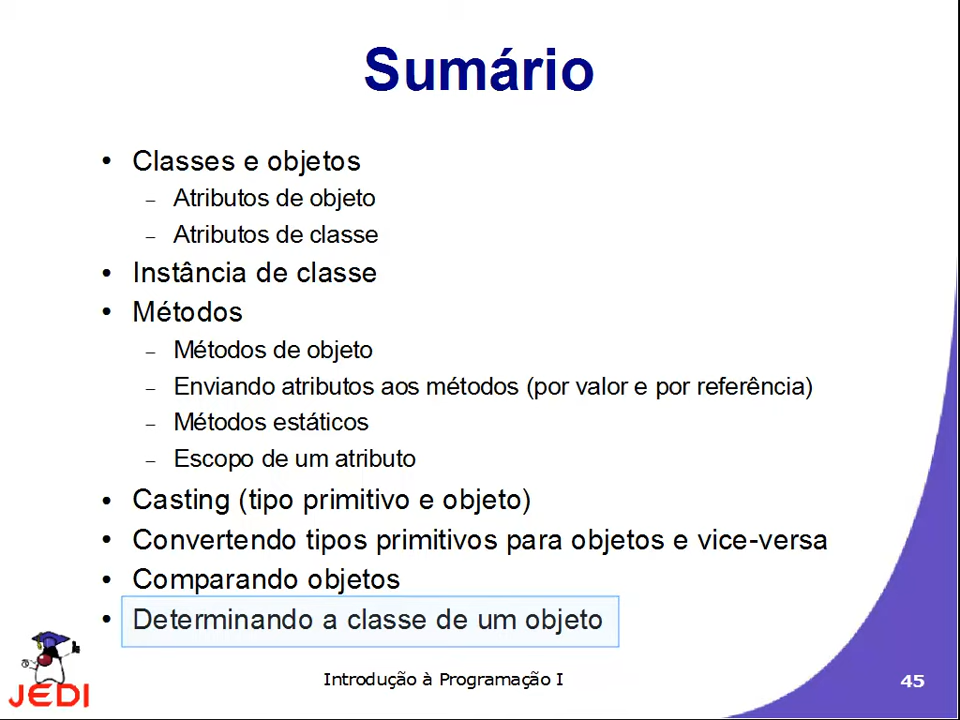 Sumário
• Classes e objetos
– Atributos de objeto
– Atributos de classe
• Instância de classe
• Métodos
– Métodos de objeto
– Enviando atributos aos métodos (por valor e por referência)
– Métodos estáticos
– Escopo de um atributo
• Casting (tipo primitivo e objeto)
• Convertendo tipos primitivos para objetos e vice-versa
• Comparando objetos
• Determinando a classe de um objeto
JEDI
Introdução à Programação I
45